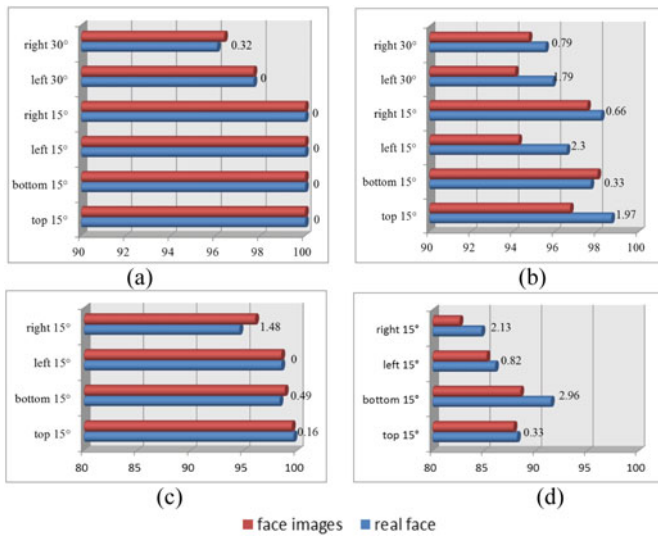 right 30° 0.32
left 30° 0
right 15° 0
left 15° 0
bottom 15° 0
top 15° 0
90 92 94 96 98 100
(a)
right 30° 0.79
left 30° 1.79
right 15° 0.66
left 15° 2.3
bottom 15° 0.33
top 15° 1.97
90 92 94 96 98 100
(b)
right 15° 1.48
left 15° 0
bottom 15° 0.49
top 15° 0.16
80 85 90 95 100
(c)
right 15° 2.13
left 15° 0.82
bottom 15° 2.96
top 15° 0.33
80 85 90 95 100
(d)
face images real face